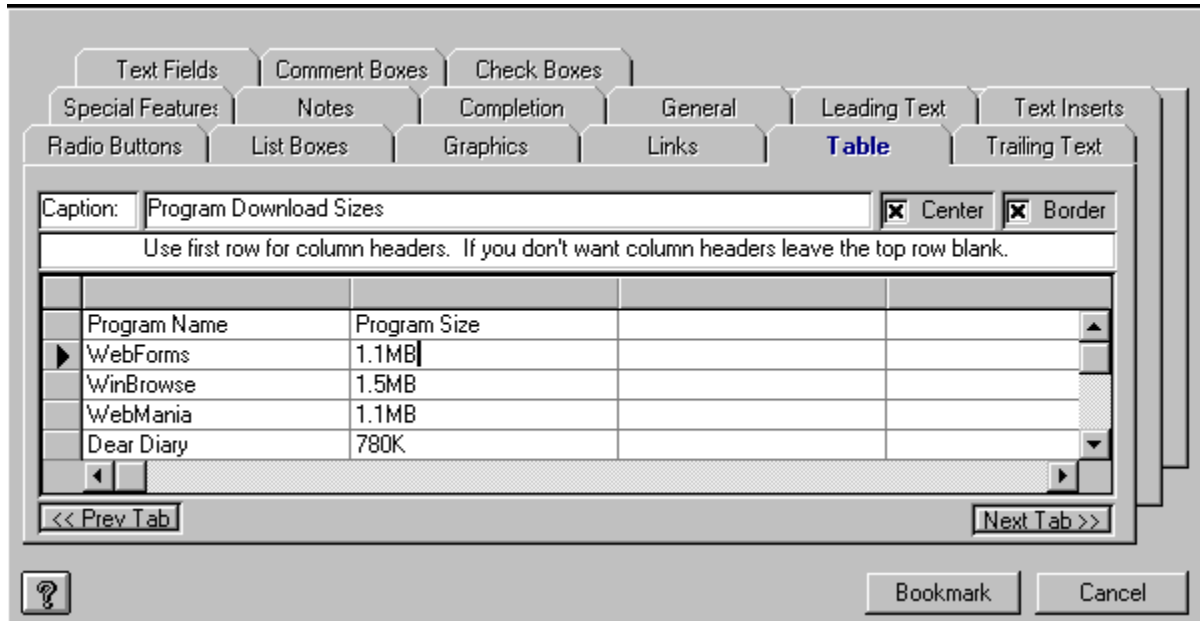 Text Fields Comment Boxes Check Boxes
Special Features Notes Completion General Leading Text Text Inserts
Radio Buttons List Boxes Graphics Links Table Trailing Text
Caption: Program Download Sizes Center Border
Use first row for column headers. If you don't want column headers leave the top row blank.
Program Name Program Size
WebForms 1.1MB
WinBrowse 1.5MB
WebMania 1.1MB
Dear Diary 780K
<< Prev Tab Next Tab >>
? Bookmark Cancel